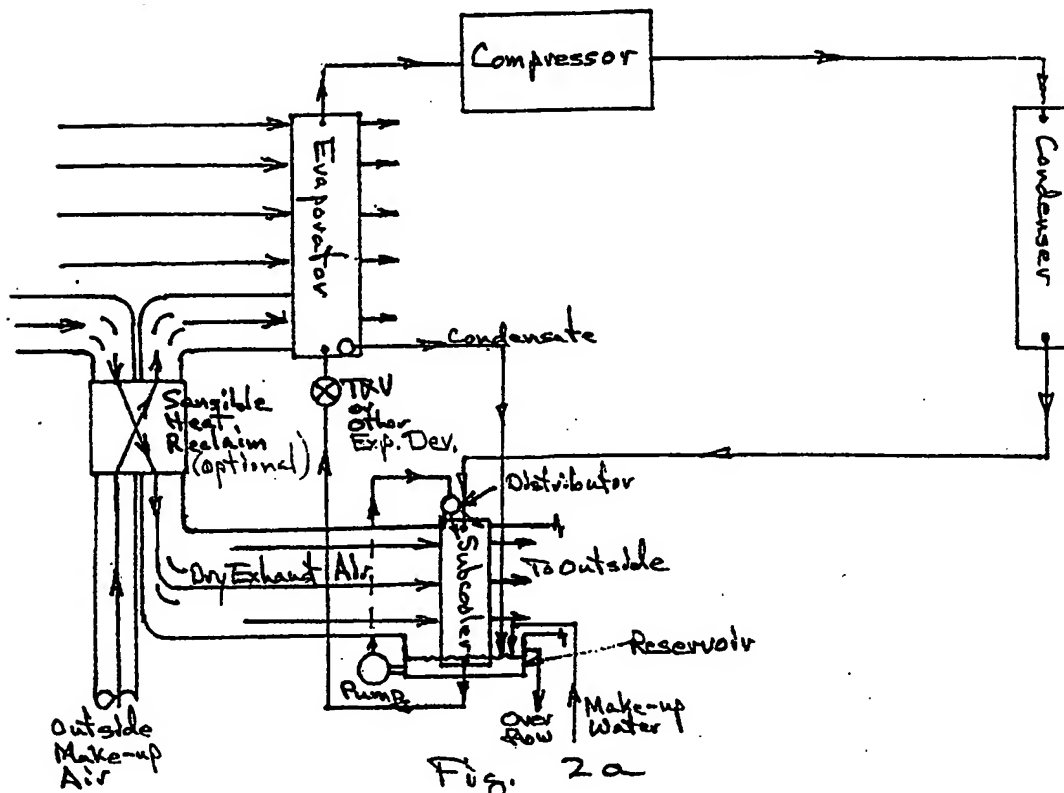 Compressor
Evaporator
Condenser
Condensate
TRV
or
Other
Exp. Dev.
Sensible
Heat
Reclaim
(optional)
Distributor
Subcooler
Dry Exhaust Air
To Outside
Reservoir
Pump
Over
flow
Make-up
Water
Outside
Make-up
Air
Fig. 2a